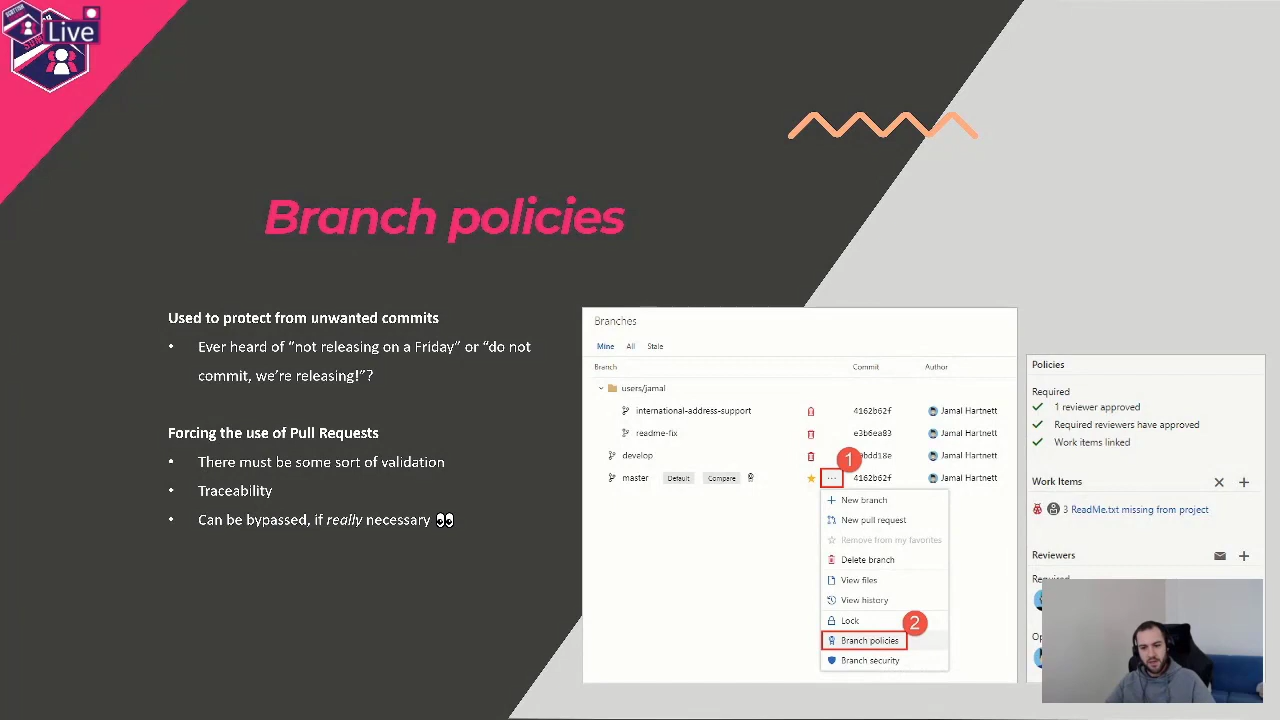 Live
Branch policies
Used to protect from unwanted commits
• Ever heard of “not releasing on a Friday” or “do not
commit, we’re releasing!”?
Forcing the use of Pull Requests
• There must be some sort of validation
• Traceability
• Can be bypassed, if really necessary 👀
Branches
Mine All Stale
Branch Commit Author
users/jamal
international-address-support 4162b62f Jamal Hartnett
readme-fix e3b6ea83 Jamal Hartnett
develop bdd18e Jamal Hartnett
1
master Default Compare ... 4162b62f Jamal Hartnett
New branch
New pull request
Remove from my favorites
Delete branch
View files
View history
Lock
2
Branch policies
Branch security
Policies
Required
1 reviewer approved
Required reviewers have approved
Work items linked
Work Items
3 ReadMe.txt missing from project
Reviewers
Required